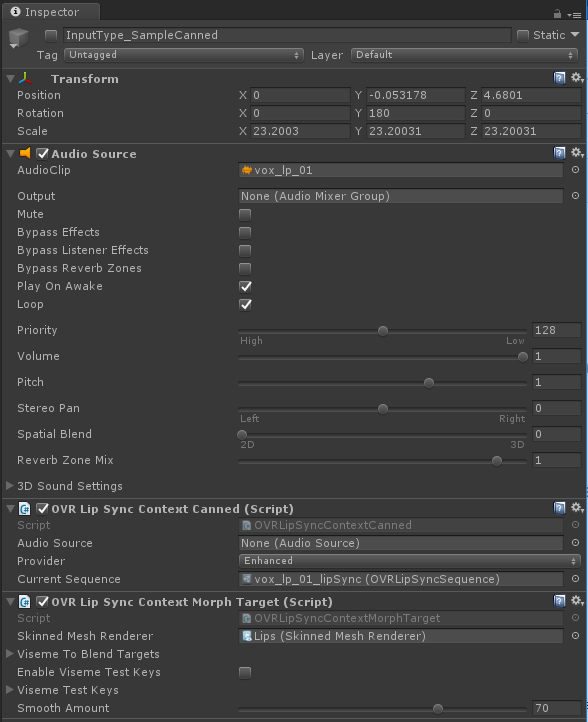 Inspector
InputType_SampleCanned Static
Tag Untagged Layer Default
Transform
Position X 0 Y -0.053178 Z 4.6801
Rotation X 0 Y 180 Z 0
Scale X 23.2003 Y 23.20031 Z 23.20031
Audio Source
AudioClip vox_lp_01
Output None (Audio Mixer Group)
Mute
Bypass Effects
Bypass Listener Effects
Bypass Reverb Zones
Play On Awake
Loop
Priority 128
High Low
Volume 1
Pitch 1
Stereo Pan 0
Left Right
Spatial Blend 0
2D 3D
Reverb Zone Mix 1
3D Sound Settings
OVR Lip Sync Context Canned (Script)
Script OVRLipSyncContextCanned
Audio Source None (Audio Source)
Provider Enhanced
Current Sequence vox_lp_01_lipSync (OVRLipSyncSequence)
OVR Lip Sync Context Morph Target (Script)
Script OVRLipSyncContextMorphTarget
Skinned Mesh Renderer Lips (Skinned Mesh Renderer)
Viseme To Blend Targets
Enable Viseme Test Keys
Viseme Test Keys
Smooth Amount 70